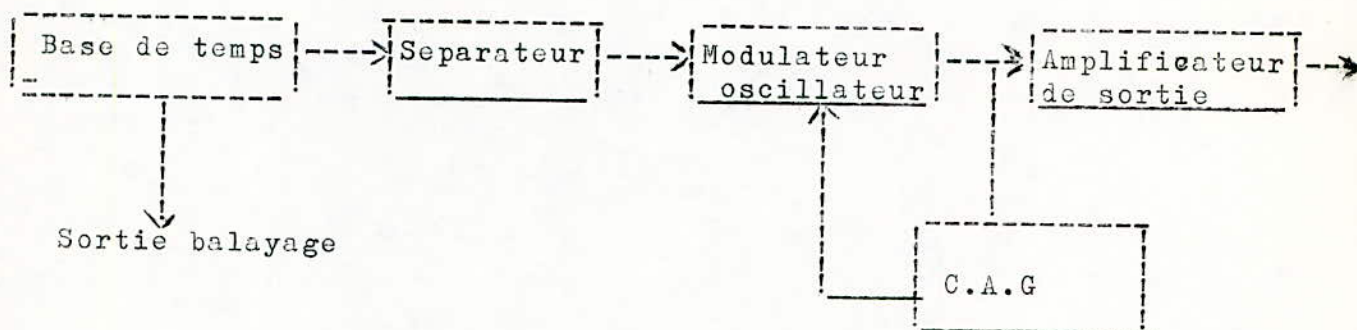 Base de temps
Separateur
Modulateur
oscillateur
Amplificateur
de sortie
Sortie balayage
C.A.G